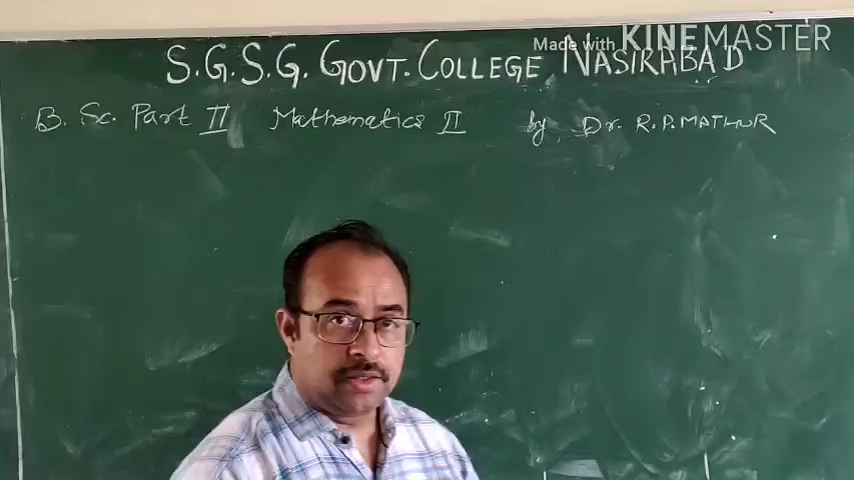 Made with KINEMASTER
S.G.S.G. GOVT. COLLEGE NASIRABAD
B. Sc. Part II Mathematics II by Dr. R.P. MATHUR